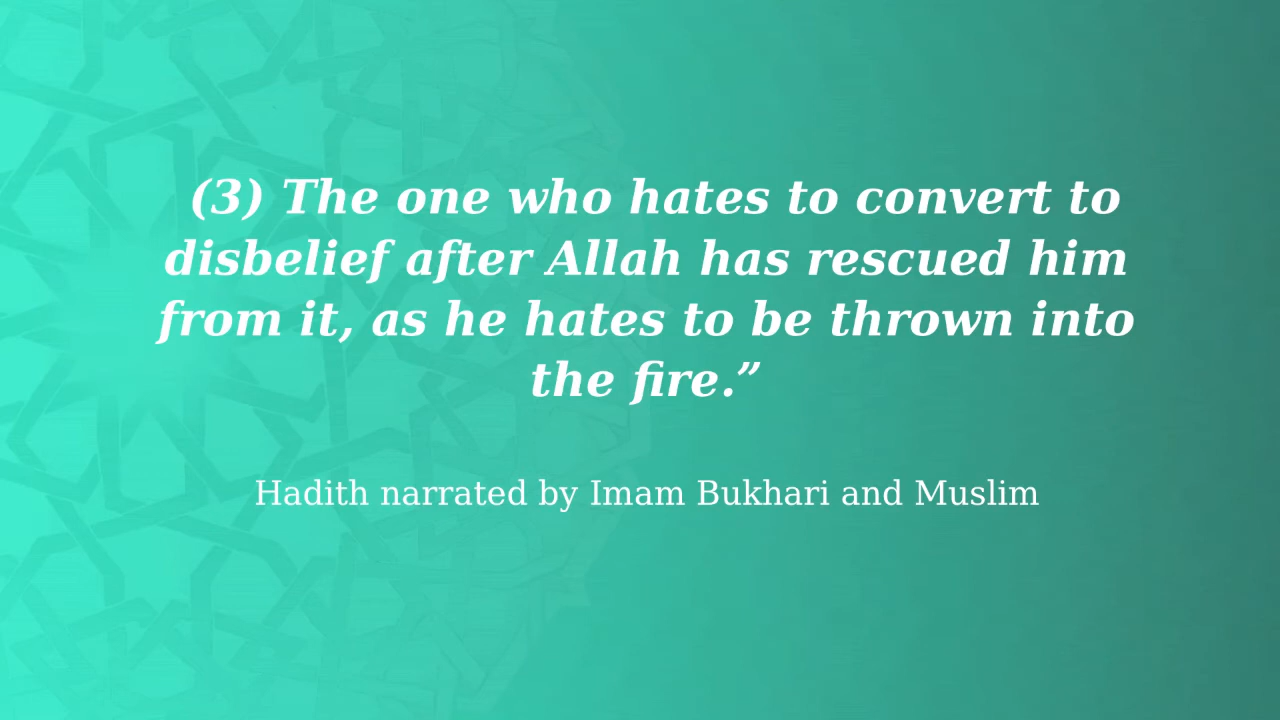 (3) The one who hates to convert to
disbelief after Allah has rescued him
from it, as he hates to be thrown into
the fire.”
Hadith narrated by Imam Bukhari and Muslim